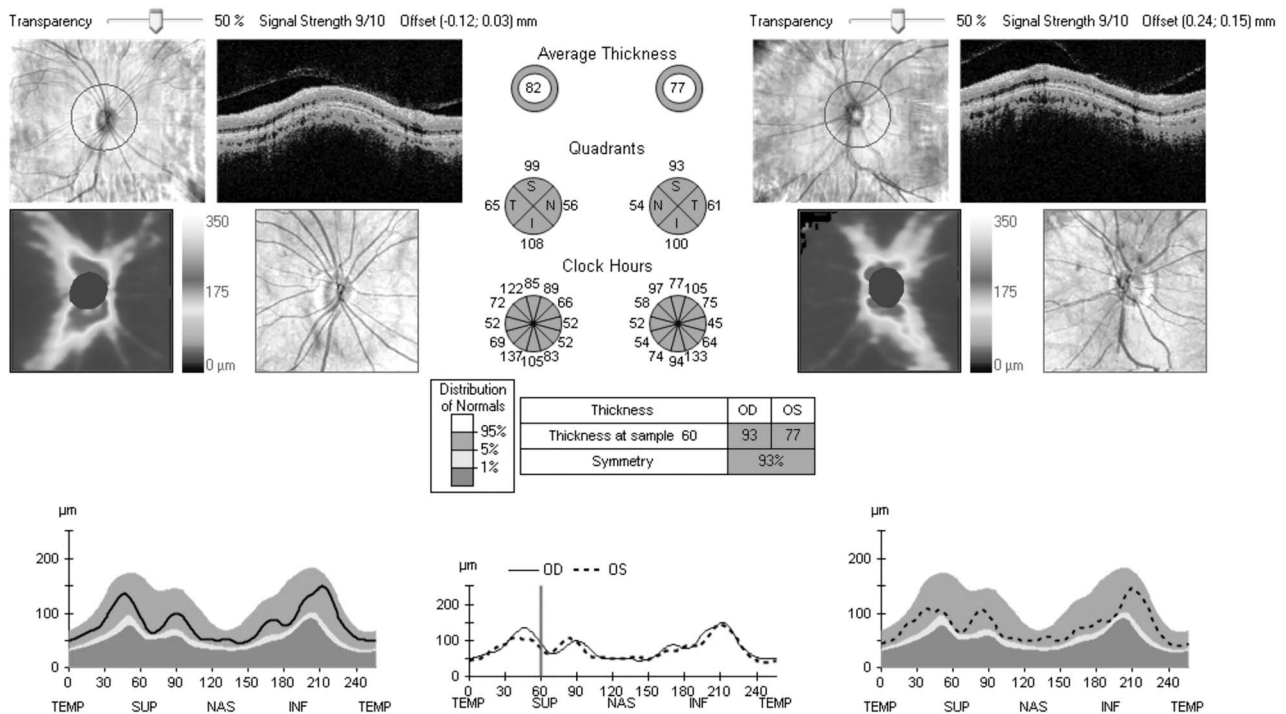 Transparency 50 % Signal Strength 9/10 Offset (-0.12; 0.03) mm
Transparency 50 % Signal Strength 9/10 Offset (0.24; 0.15) mm
Average Thickness
82 77
Quadrants
99 93
S S
65 T N 56 54 N T 61
I I
108 100
350
175
0 µm
350
175
0 µm
Clock Hours
122 85 89 97 77 105
72 66 58 75
52 52 52 45
69 52 54 64
137 105 83 74 94 133
Distribution
of Normals
95%
5%
1%
Thickness OD OS
Thickness at sample 60 93 77
Symmetry 93%
µm
200
100
0
0 30 60 90 120 150 180 210 240
TEMP SUP NAS INF TEMP
µm OD OS
200
100
0
0 30 60 90 120 150 180 210 240
TEMP SUP NAS INF TEMP
µm
200
100
0
0 30 60 90 120 150 180 210 240
TEMP SUP NAS INF TEMP